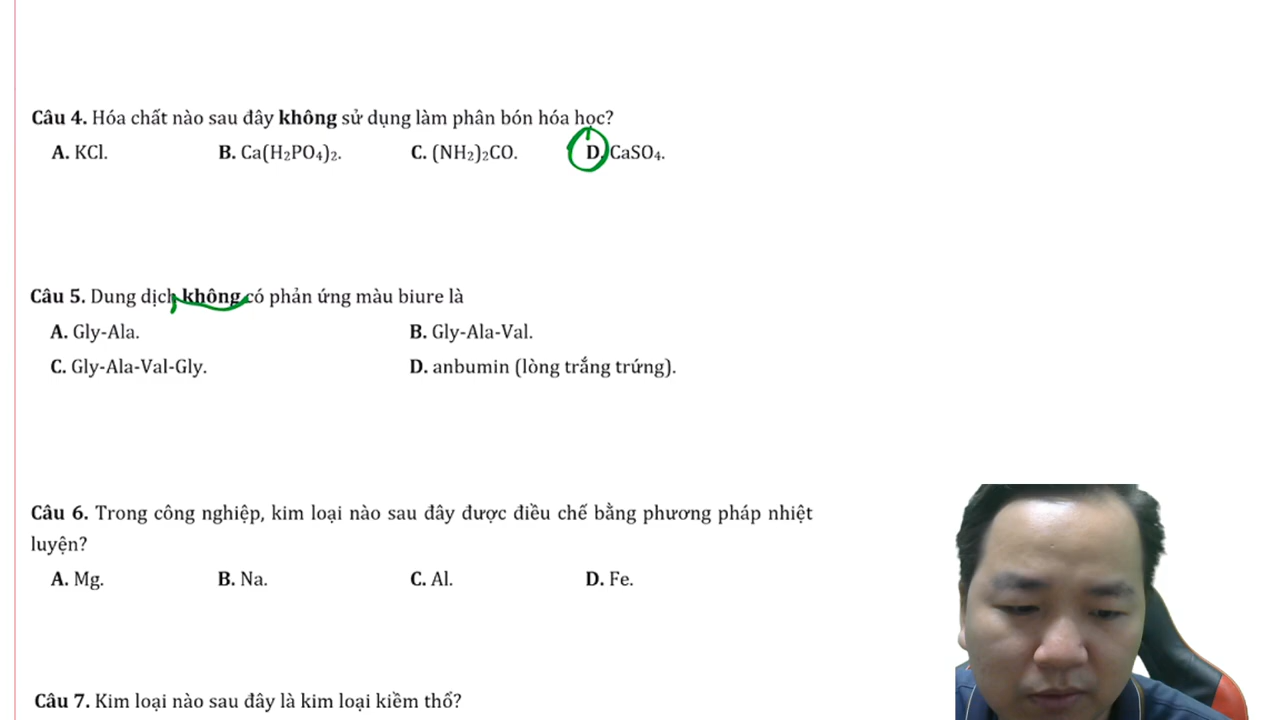 Câu 4. Hóa chất nào sau đây không sử dụng làm phân bón hóa học?
A. KCl. B. Ca(H₂PO₄)₂. C. (NH₂)₂CO. D. CaSO₄.
Câu 5. Dung dịch không có phản ứng màu biure là
A. Gly-Ala. B. Gly-Ala-Val.
C. Gly-Ala-Val-Gly. D. anbumin (lòng trắng trứng).
Câu 6. Trong công nghiệp, kim loại nào sau đây được điều chế bằng phương pháp nhiệt
luyện?
A. Mg. B. Na. C. Al. D. Fe.
Câu 7. Kim loại nào sau đây là kim loại kiềm thổ?